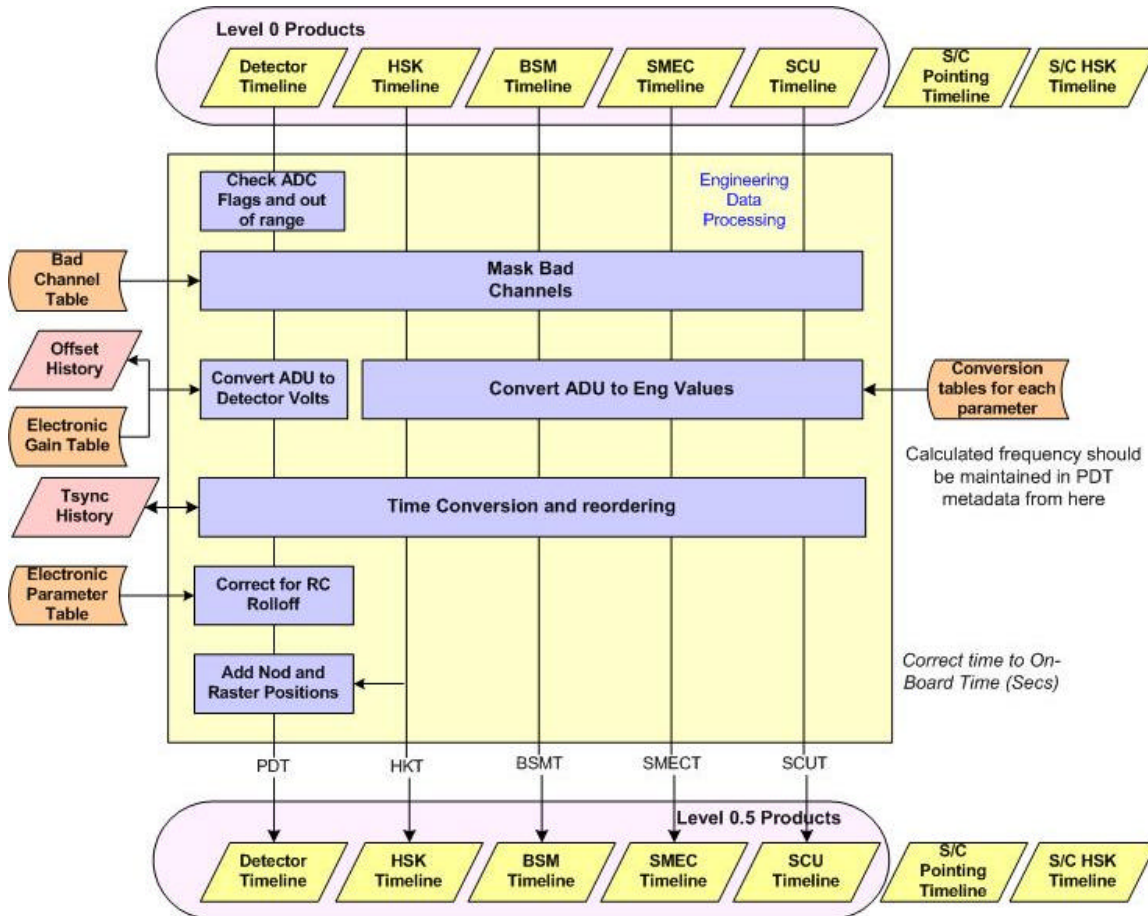 Level 0 Products
Detector
Timeline
HSK
Timeline
BSM
Timeline
SMEC
Timeline
SCU
Timeline
S/C
Pointing
Timeline
S/C HSK
Timeline
Check ADC
Flags and out
of range
Engineering
Data
Processing
Bad
Channel
Table
Mask Bad
Channels
Offset
History
Electronic
Gain Table
Convert ADU to
Detector Volts
Convert ADU to Eng Values
Conversion
tables for each
parameter
Calculated frequency should
be maintained in PDT
metadata from here
Tsync
History
Time Conversion and reordering
Electronic
Parameter
Table
Correct for RC
Rolloff
Add Nod and
Raster Positions
Correct time to On-
Board Time (Secs)
PDT
HKT
BSMT
SMECT
SCUT
Level 0.5 Products
Detector
Timeline
HSK
Timeline
BSM
Timeline
SMEC
Timeline
SCU
Timeline
S/C
Pointing
Timeline
S/C HSK
Timeline